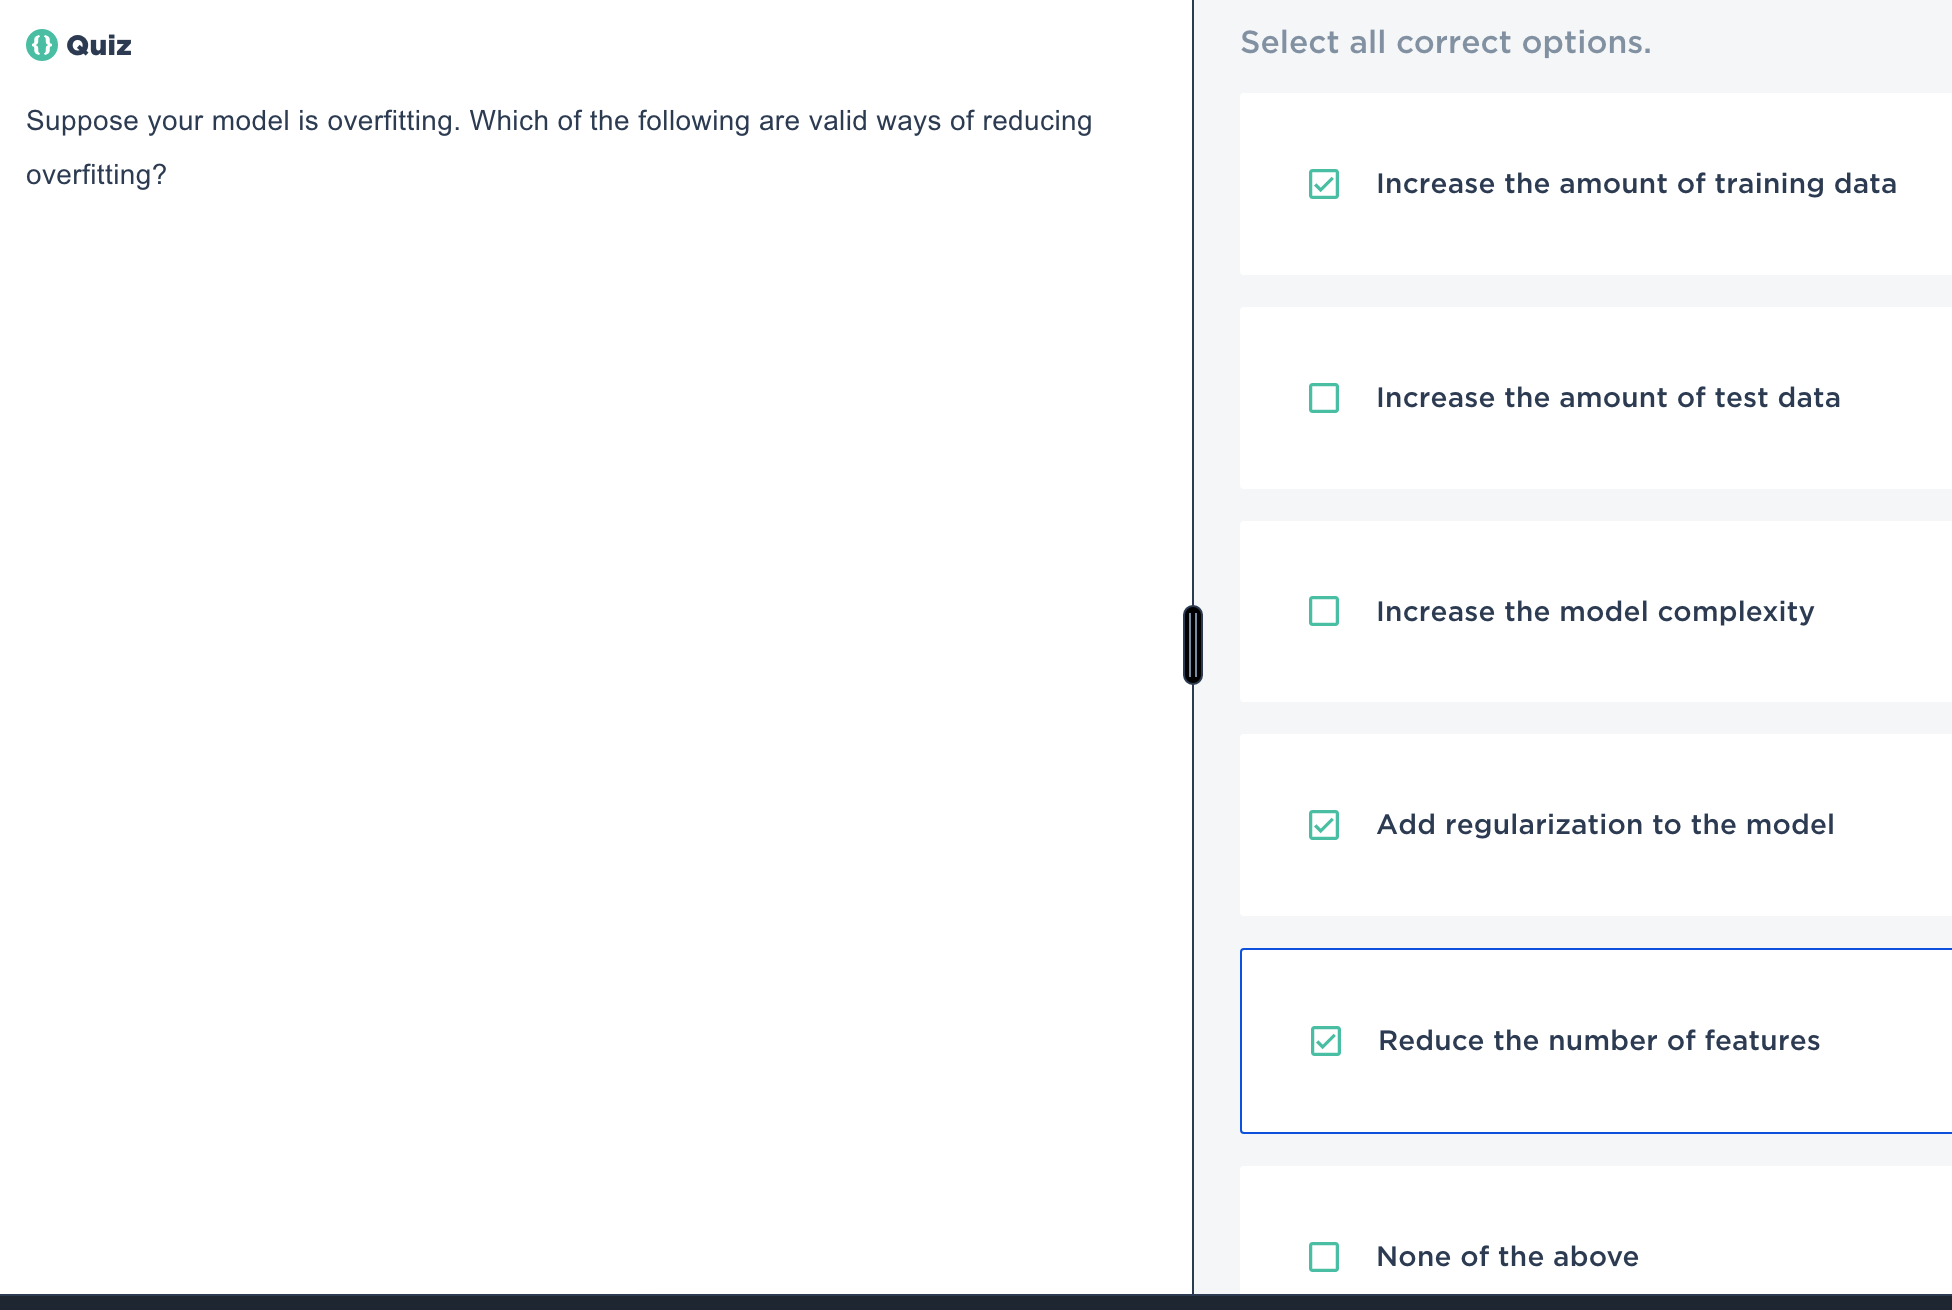 Quiz
Suppose your model is overfitting. Which of the following are valid ways of reducing
overfitting?
Select all correct options.
Increase the amount of training data
Increase the amount of test data
Increase the model complexity
Add regularization to the model
Reduce the number of features
None of the above